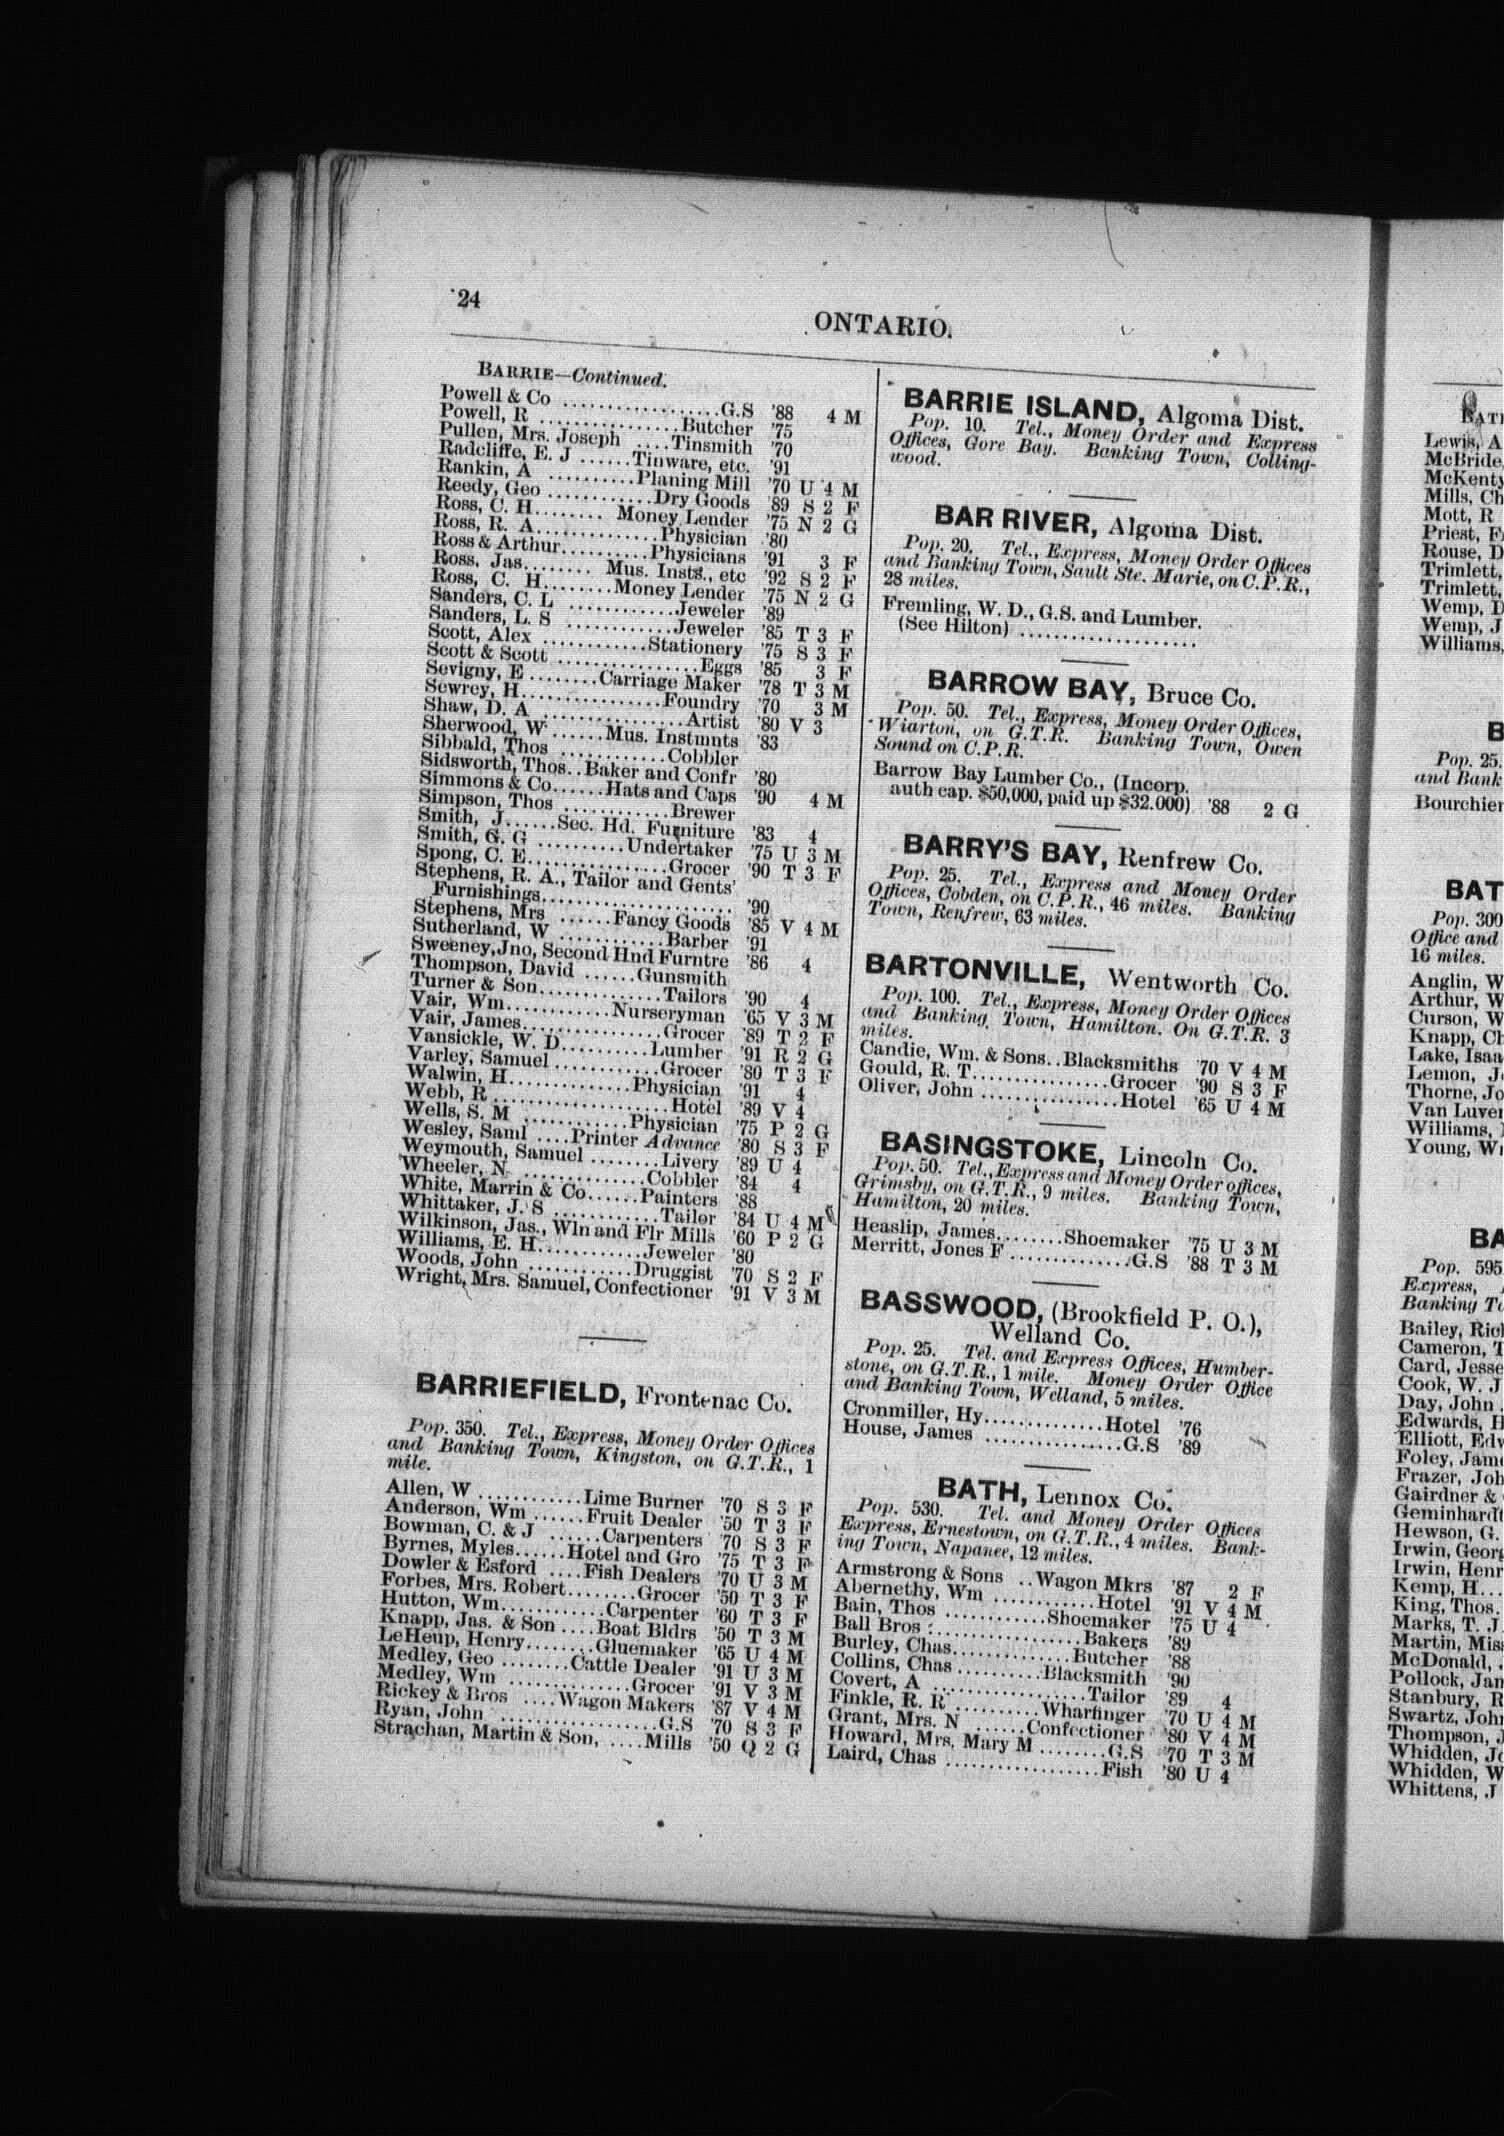 24
ONTARIO.
BARRIE—Continued.
Powell & Co ..................G.S '88 4 M
Powell, R ................Butcher '75
Pullen, Mrs. Joseph ....Tinsmith '70
Radcliffe, E. J ......Tinware, etc. '91
Rankin, A ..........Planing Mill '70 U 4 M
Reedy, Geo ............Dry Goods '89 S 2 F
Ross, C. H........ Money Lender '75 N 2 G
Ross, R. A..............Physician '80
Ross & Arthur..........Physicians '91 3 F
Ross, Jas........ Mus. Insts., etc '92 S 2 F
Ross, C. H........Money Lender '75 N 2 G
Sanders, C. L ............Jeweler '89
Sanders, L. S ............Jeweler '85 T 3 F
Scott, Alex ............Stationery '75 S 3 F
Scott & Scott ................Eggs '85 3 F
Sevigny, E ........Carriage Maker '78 T 3 M
Sewrey, H................Foundry '70 3 M
Shaw, D. A ................Artist '80 V 3
Sherwood, W ......Mus. Instmnts '83
Sibbald, Thos ............Cobbler
Sidsworth, Thos..Baker and Confr '80
Simmons & Co......Hats and Caps '90 4 M
Simpson, Thos ............Brewer
Smith, J......Sec. Hd. Furniture '83 4
Smith, G. G ..........Undertaker '75 U 3 M
Spong, C. E................Grocer '90 T 3 F
Stephens, R. A., Tailor and Gents'
Furnishings...................... '90
Stephens, Mrs ......Fancy Goods '85 V 4 M
Sutherland, W ............Barber '91
Sweeney,Jno, Second Hnd Furntre '86 4
Thompson, David ......Gunsmith
Turner & Son..............Tailors '90 4
Vair, Wm............Nurseryman '65 V 3 M
Vair, James................Grocer '89 T 2 F
Vansickle, W. D..........Lumber '91 R 2 G
Varley, Samuel ............Grocer '80 T 3 F
Walwin, H..............Physician '91 4
Webb, R ....................Hotel '89 V 4
Wells, S. M ............Physician '75 P 2 G
Wesley, Saml ....Printer Advance '80 S 3 F
Weymouth, Samuel ........Livery '89 U 4
Wheeler, N ..............Cobbler '84 4
White, Marrin & Co......Painters '88
Whittaker, J. S ............Tailor '84 U 4 M
Wilkinson, Jas., Wln and Flr Mills '60 P 2 G
Williams, E. H............Jeweler '80
Woods, John ............Druggist '70 S 2 F
Wright, Mrs. Samuel, Confectioner '91 V 3 M
BARRIEFIELD, Frontenac Co.
Pop. 350. Tel., Express, Money Order Offices
and Banking Town, Kingston, on G.T.R., 1
mile.
Allen, W ............Lime Burner '70 S 3 F
Anderson, Wm ......Fruit Dealer '50 T 3 F
Bowman, C. & J ......Carpenters '70 S 3 F
Byrnes, Myles......Hotel and Gro '75 T 3 F
Dowler & Esford ....Fish Dealers '70 U 3 M
Forbes, Mrs. Robert........Grocer '50 T 3 F
Hutton, Wm............Carpenter '60 T 3 F
Knapp, Jas. & Son ....Boat Bldrs '50 T 3 M
LeHeup, Henry........Gluemaker '65 U 4 M
Medley, Geo ........Cattle Dealer '91 U 3 M
Medley, Wm ..............Grocer '91 V 3 M
Rickey & Bros ....Wagon Makers '87 V 4 M
Ryan, John ..................G.S '70 S 3 F
Strachan, Martin & Son, ....Mills '50 Q 2 G
BARRIE ISLAND, Algoma Dist.
Pop. 10. Tel., Money Order and Express
Offices, Gore Bay. Banking Town, Colling-
wood.
BAR RIVER, Algoma Dist.
Pop. 20. Tel., Express, Money Order Offices
and Banking Town, Sault Ste. Marie, on C.P.R.,
28 miles.
Fremling, W. D., G.S. and Lumber.
(See Hilton) ....................
BARROW BAY, Bruce Co.
Pop. 50. Tel., Express, Money Order Offices,
Wiarton, on G.T.R. Banking Town, Owen
Sound on C.P.R.
Barrow Bay Lumber Co., (Incorp.
auth cap. $50,000, paid up $32.000) '88 2 G
BARRY'S BAY, Renfrew Co.
Pop. 25. Tel., Express and Money Order
Offices, Cobden, on C.P.R., 46 miles. Banking
Town, Renfrew, 63 miles.
BARTONVILLE, Wentworth Co.
Pop. 100. Tel., Express, Money Order Offices
and Banking Town, Hamilton. On G.T.R. 3
miles.
Candie, Wm. & Sons..Blacksmiths '70 V 4 M
Gould, R. T................Grocer '90 S 3 F
Oliver, John ................Hotel '65 U 4 M
BASINGSTOKE, Lincoln Co.
Pop. 50. Tel., Express and Money Order offices,
Grimsby, on G.T.R., 9 miles. Banking Town,
Hamilton, 20 miles.
Heaslip, James........Shoemaker '75 U 3 M
Merritt, Jones F ..............G.S '88 T 3 M
BASSWOOD, (Brookfield P. O.),
Welland Co.
Pop. 25. Tel. and Express Offices, Humber-
stone, on G.T.R., 1 mile. Money Order Office
and Banking Town, Welland, 5 miles.
Cronmiller, Hy..............Hotel '76
House, James ................G.S '89
BATH, Lennox Co.
Pop. 530. Tel. and Money Order Offices
Express, Ernestown, on G.T.R., 4 miles. Bank-
ing Town, Napanee, 12 miles.
Armstrong & Sons ..Wagon Mkrs '87 2 F
Abernethy, Wm ............Hotel '91 V 4 M
Bain, Thos ............Shoemaker '75 U 4
Ball Bros ..................Bakers '89
Burley, Chas..............Butcher '88
Collins, Chas ..........Blacksmith '90
Covert, A ..................Tailor '89 4
Finkle, R. R ..........Wharfinger '70 U 4 M
Grant, Mrs. N ......Confectioner '80 V 4 M
Howard, Mrs, Mary M ........G.S '70 T 3 M
Laird, Chas ..................Fish '80 U 4
Lewis, A
McBride,
McKenty
Mills, Ch
Mott, R
Priest, F
Rouse, D
Trimlett,
Trimlett,
Wemp, D
Wemp, J
Williams,
B
Pop. 25.
and Bank
Bourchier
BAT
Pop. 300
Office and
16 miles.
Anglin, W
Arthur, W
Curson, W
Knapp, Ch
Lake, Isaa
Lemon, J
Thorne, Jo
Van Luver
Williams,
Young, W
BA
Pop. 595
Express,
Banking To
Bailey, Rich
Cameron, T
Card, Jesse
Cook, W. J
Day, John
Edwards, H
Elliott, Edw
Foley, Jame
Frazer, Joh
Gairdner &
Geminhardt
Hewson, G.
Irwin, Georg
Irwin, Henr
Kemp, H...
King, Thos.
Marks, T. J
Martin, Miss
McDonald,
Pollock, Jam
Stanbury, R
Swartz, John
Thompson, J
Whidden, Jo
Whidden, W
Whittens, J